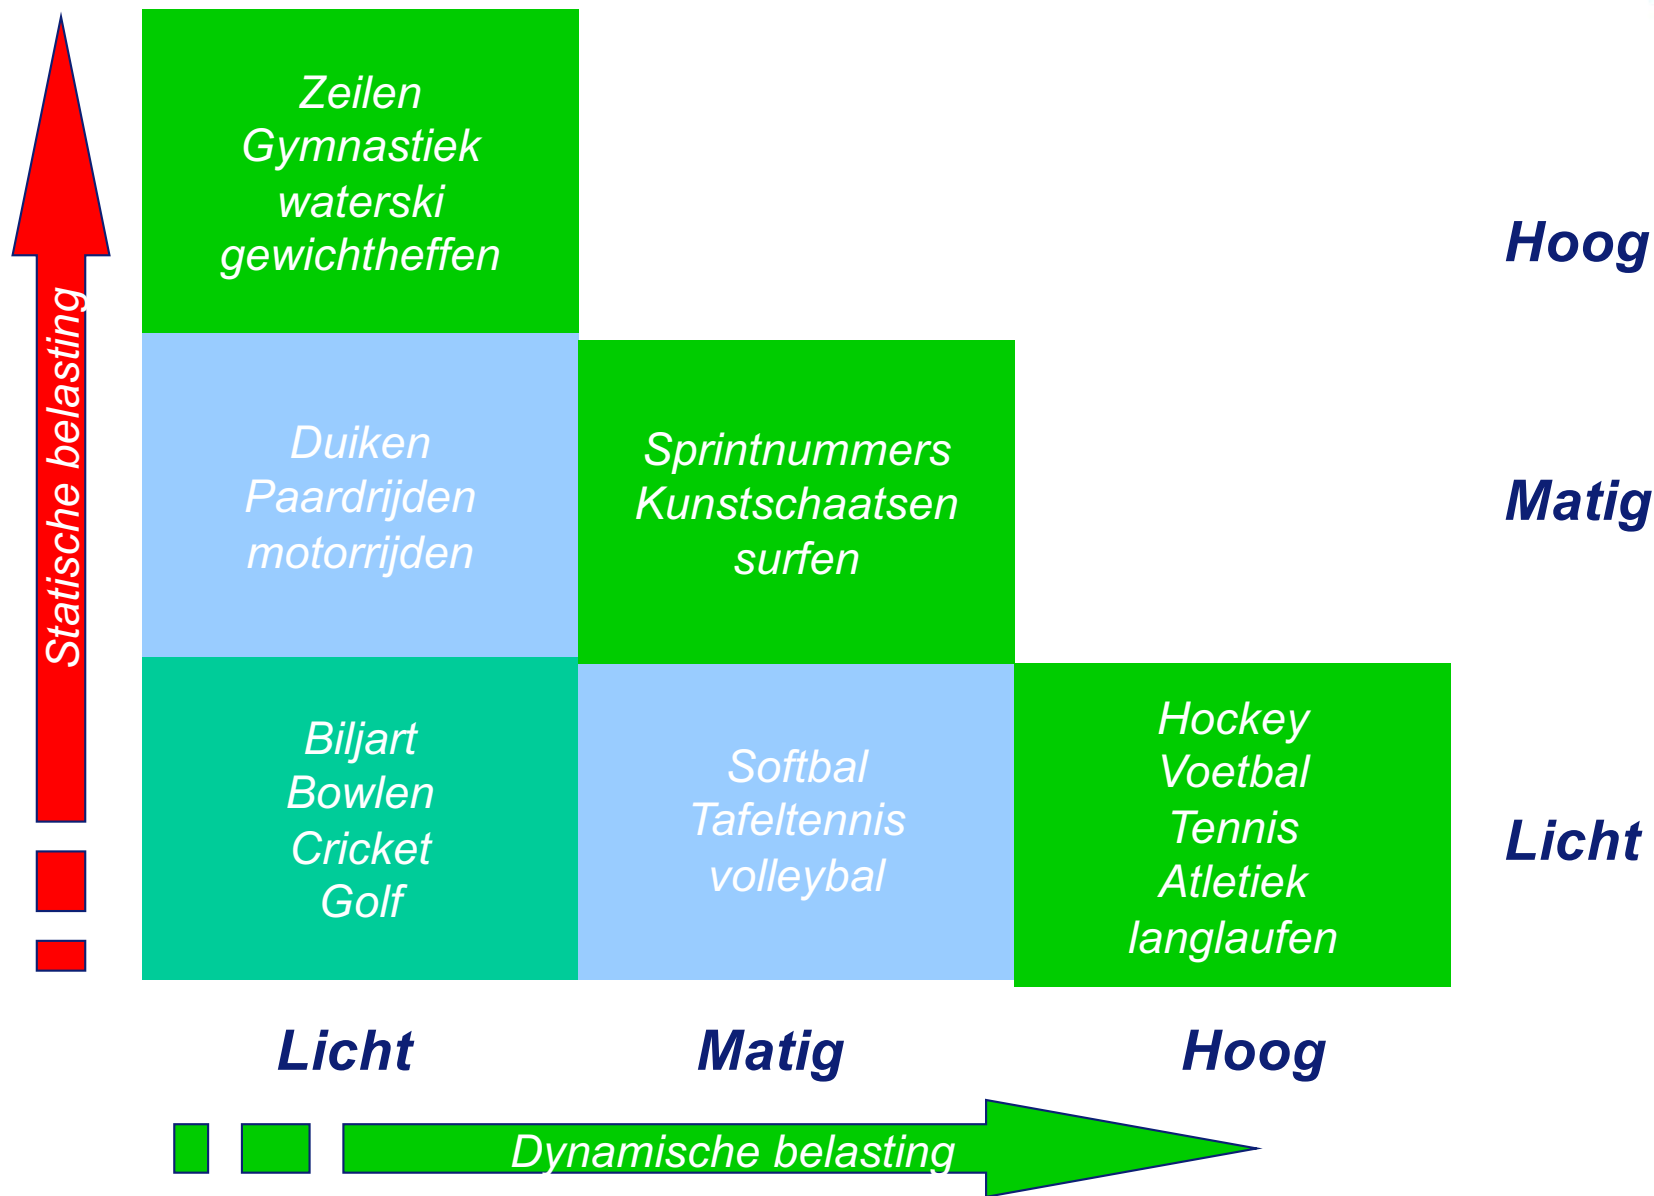 Zeilen
Gymnastiek
waterski
gewichtheffen
Hoog
Statische belasting
Duiken
Paardrijden
motorrijden
Sprintnummers
Kunstschaatsen
surfen
Matig
Biljart
Bowlen
Cricket
Golf
Softbal
Tafeltennis
volleybal
Hockey
Voetbal
Tennis
Atletiek
langlaufen
Licht
Licht
Matig
Hoog
Dynamische belasting